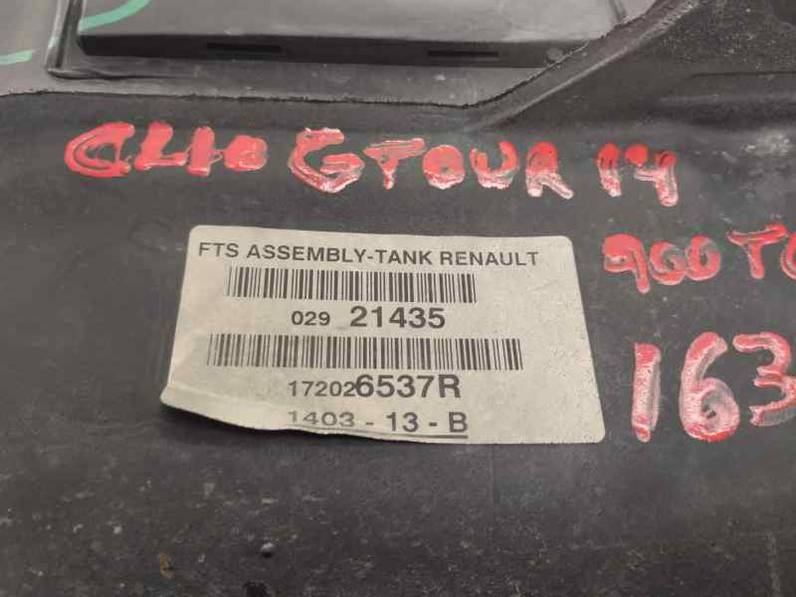 CLIO GTOUR 14
900 TC
163
FTS ASSEMBLY-TANK RENAULT
029 21435
172026537R
1403 - 13 - B